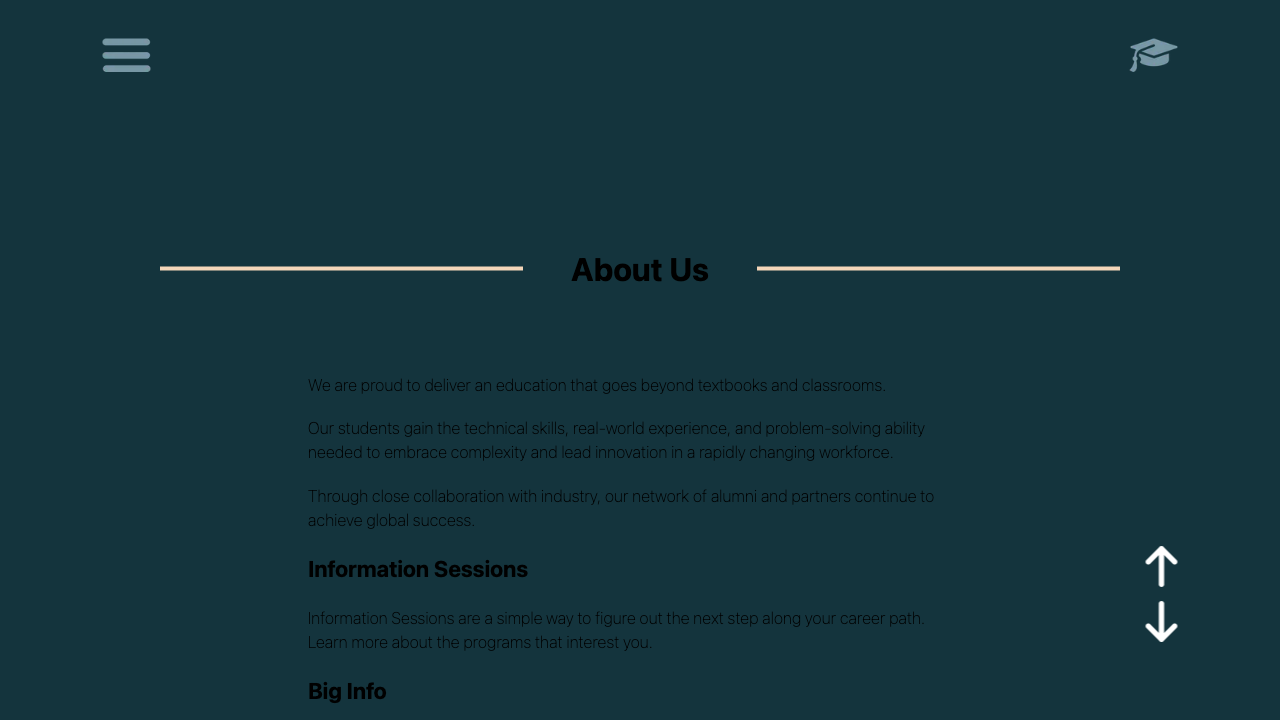 About Us
We are proud to deliver an education that goes beyond textbooks and classrooms.
Our students gain the technical skills, real-world experience, and problem-solving ability
needed to embrace complexity and lead innovation in a rapidly changing workforce.
Through close collaboration with industry, our network of alumni and partners continue to
achieve global success.
Information Sessions
Information Sessions are a simple way to figure out the next step along your career path.
Learn more about the programs that interest you.
Big Info